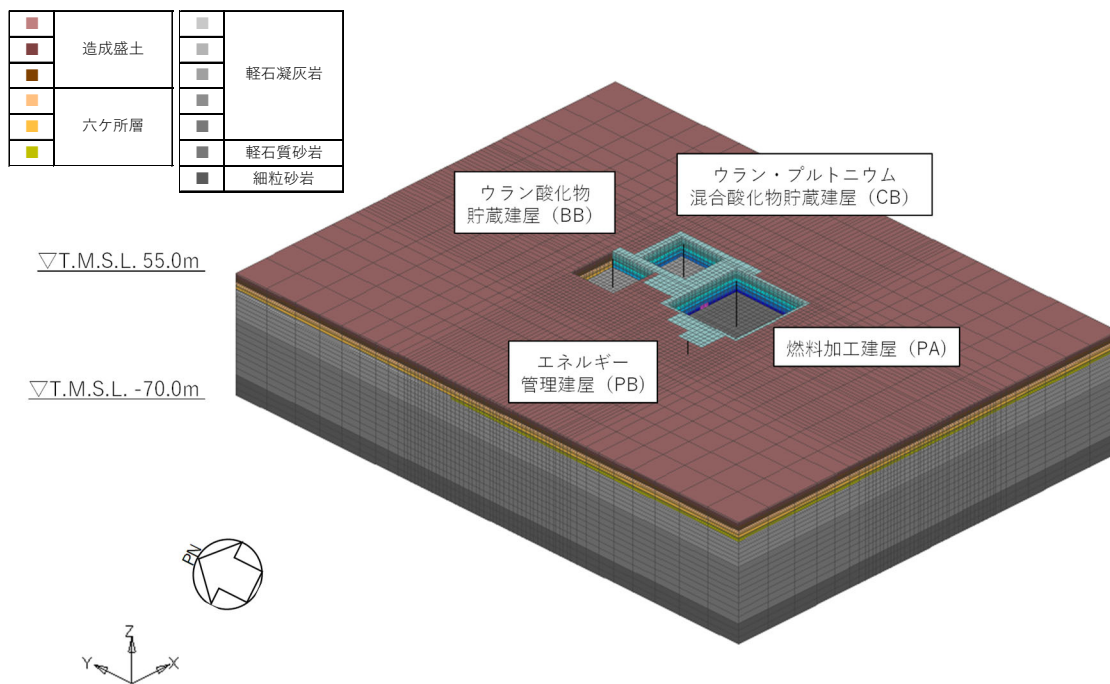 造成盛土
六ケ所層
軽石凝灰岩
軽石質砂岩
細粒砂岩
ウラン酸化物
貯蔵建屋（BB）
ウラン・プルトニウム
混合酸化物貯蔵建屋（CB）
▽T.M.S.L. 55.0m
エネルギー
管理建屋（PB）
燃料加工建屋（PA）
▽T.M.S.L. -70.0m
PN
Z
Y
X